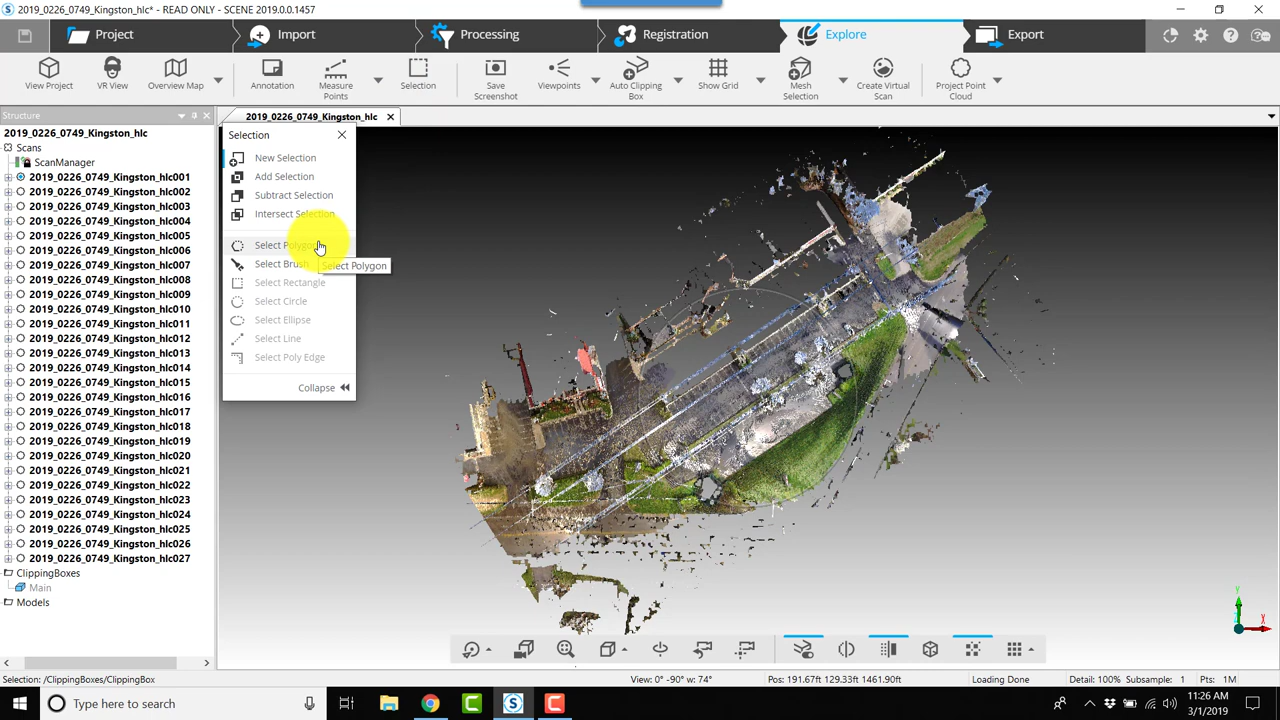 2019_0226_0749_Kingston_hlc* - READ ONLY - SCENE 2019.0.0.1457
Project
Import
Processing
Registration
Explore
Export
View Project
VR View
Overview Map
Annotation
Measure Points
Selection
Save Screenshot
Viewpoints
Auto Clipping Box
Show Grid
Mesh Selection
Create Virtual Scan
Project Point Cloud
Structure
2019_0226_0749_Kingston_hlc
2019_0226_0749_Kingston_hlc
Scans
ScanManager
2019_0226_0749_Kingston_hlc001
2019_0226_0749_Kingston_hlc002
2019_0226_0749_Kingston_hlc003
2019_0226_0749_Kingston_hlc004
2019_0226_0749_Kingston_hlc005
2019_0226_0749_Kingston_hlc006
2019_0226_0749_Kingston_hlc007
2019_0226_0749_Kingston_hlc008
2019_0226_0749_Kingston_hlc009
2019_0226_0749_Kingston_hlc010
2019_0226_0749_Kingston_hlc011
2019_0226_0749_Kingston_hlc012
2019_0226_0749_Kingston_hlc013
2019_0226_0749_Kingston_hlc014
2019_0226_0749_Kingston_hlc015
2019_0226_0749_Kingston_hlc016
2019_0226_0749_Kingston_hlc017
2019_0226_0749_Kingston_hlc018
2019_0226_0749_Kingston_hlc019
2019_0226_0749_Kingston_hlc020
2019_0226_0749_Kingston_hlc021
2019_0226_0749_Kingston_hlc022
2019_0226_0749_Kingston_hlc023
2019_0226_0749_Kingston_hlc024
2019_0226_0749_Kingston_hlc025
2019_0226_0749_Kingston_hlc026
2019_0226_0749_Kingston_hlc027
ClippingBoxes
Main
Models
Selection
New Selection
Add Selection
Subtract Selection
Intersect Selection
Select Polygon
Select Brush
Select Polygon
Select Rectangle
Select Circle
Select Ellipse
Select Line
Select Poly Edge
Collapse
Y
X
Selection: /ClippingBoxes/ClippingBox
View: 0° -90° w: 74°
Pos: 191.67ft 129.33ft 1461.90ft
Loading Done
Detail: 100% Subsample: 1 Pts: 1M
Type here to search
11:26 AM
3/1/2019